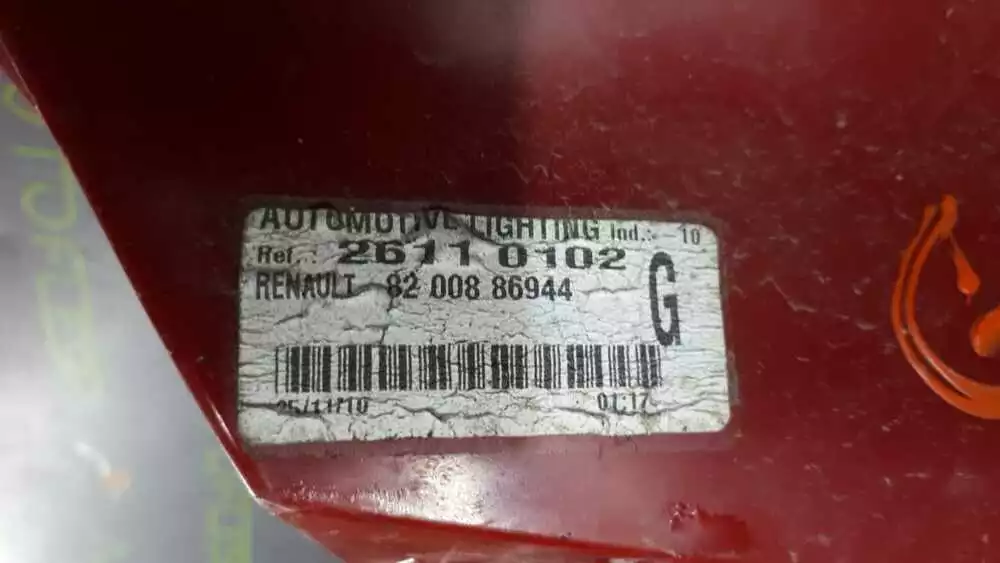 AUTOMOTIVE LIGHTING Ind.:- 10
Ref..: 2611 0102
RENAULT 82 008 86944
G
25/11/10 01:17